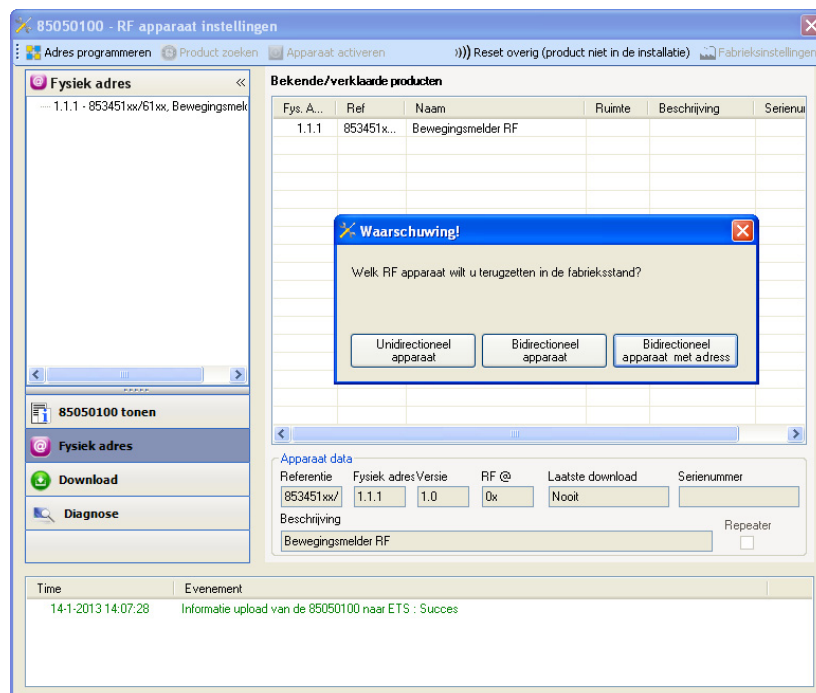 85050100 - RF apparaat instellingen
Adres programmeren Product zoeken Apparaat activeren Reset overig (product niet in de installatie) Fabrieksinstellingen
Fysiek adres
1.1.1 - 853451xx/61xx, Bewegingsmeld
Bekende/verklaarde producten
Fys. A... Ref Naam Ruimte Beschrijving Serienu
1.1.1 853451x... Bewegingsmelder RF
Waarschuwing!
Welk RF apparaat wilt u terugzetten in de fabrieksstand?
Unidirectioneel
apparaat
Bidirectioneel
apparaat
Bidirectioneel
apparaat met adress
85050100 tonen
Fysiek adres
Download
Diagnose
Apparaat data
Referentie Fysiek adres Versie RF @ Laatste download Serienummer
853451xx/ 1.1.1 1.0 0x Nooit
Beschrijving
Repeater
Bewegingsmelder RF
Time Evenement
14-1-2013 14:07:28 Informatie upload van de 85050100 naar ETS : Succes